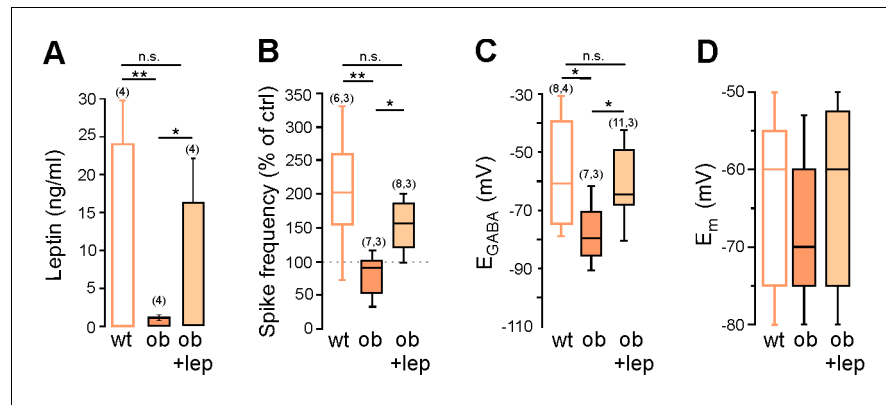 A
n.s.
**
(4)
*
(4)
(4)
Leptin (ng/ml)
30
25
20
15
10
5
0
wt
ob
ob
+lep
B
n.s.
**
(6,3)
*
(8,3)
(7,3)
Spike frequency (% of ctrl)
350
300
250
200
150
100
50
0
wt
ob
ob
+lep
C
n.s.
*
(8,4)
*
(11,3)
(7,3)
EGABA (mV)
-30
-50
-70
-90
-110
wt
ob
ob
+lep
D
Em (mV)
-50
-60
-70
-80
wt
ob
ob
+lep